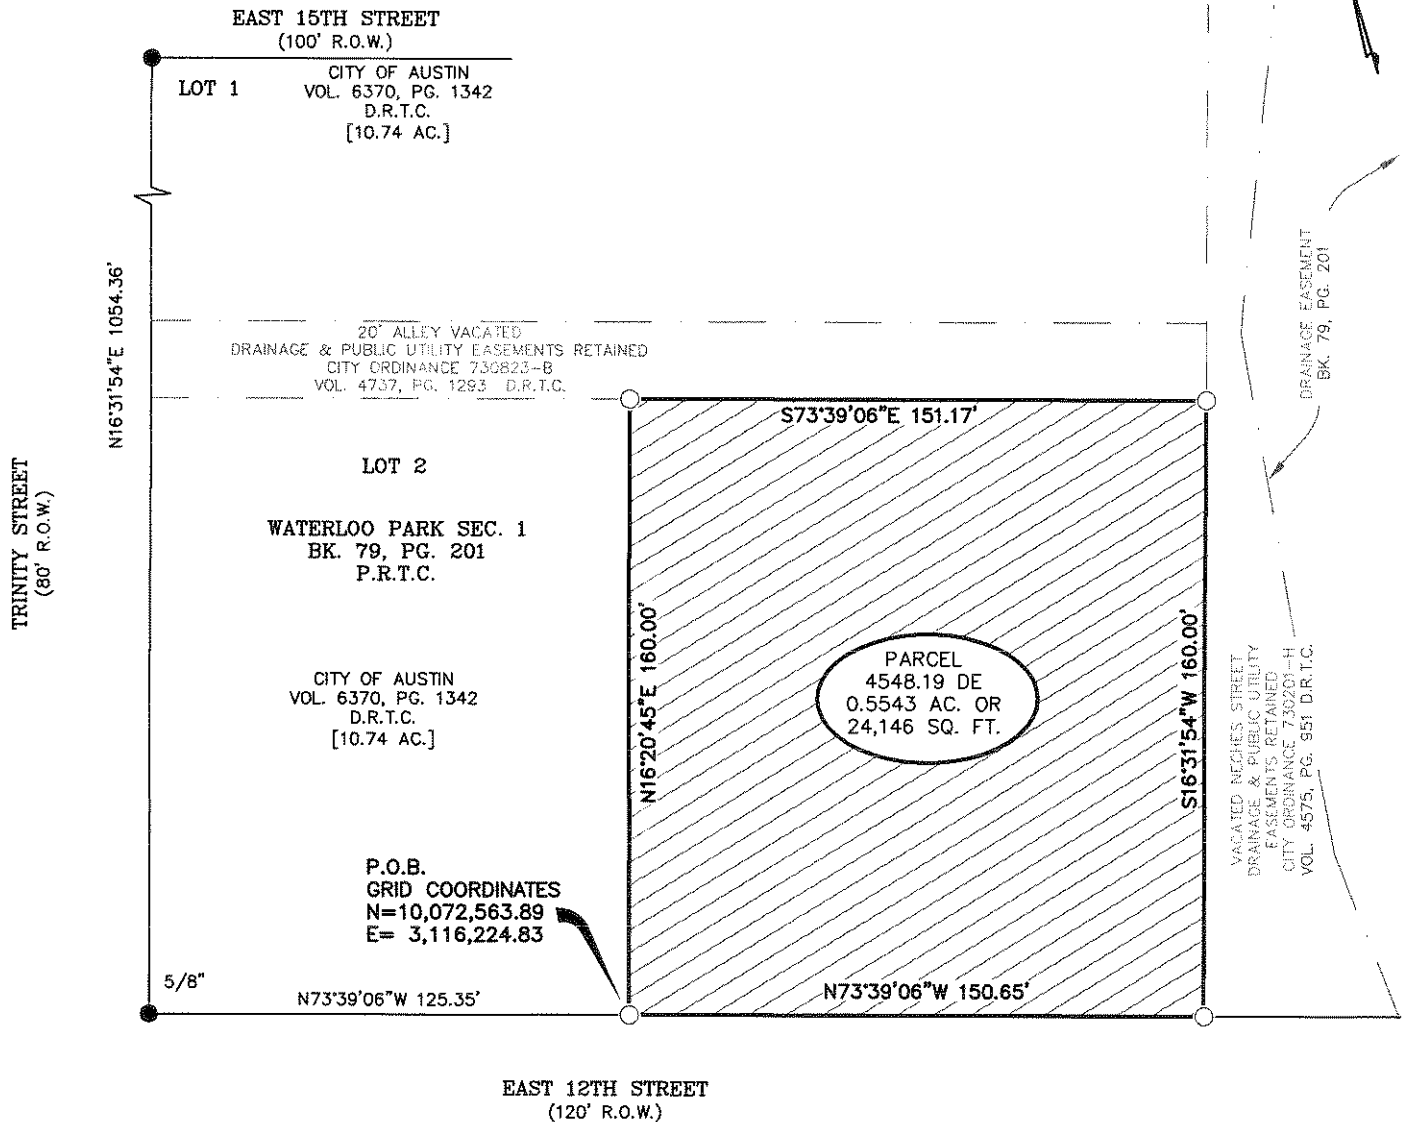 EAST 15TH STREET
(100' R.O.W.)
LOT 1
CITY OF AUSTIN
VOL. 6370, PG. 1342
D.R.T.C.
[10.74 AC.]
N16°31'54"E 1054.36'
TRINITY STREET
(80' R.O.W.)
20' ALLEY VACATED
DRAINAGE & PUBLIC UTILITY EASEMENTS RETAINED
CITY ORDINANCE 730823-B
VOL. 4737, PG. 1293 D.R.T.C.
DRAINAGE EASEMENT
BK. 79, PG. 201
S73°39'06"E 151.17'
LOT 2
WATERLOO PARK SEC. 1
BK. 79, PG. 201
P.R.T.C.
CITY OF AUSTIN
VOL. 6370, PG. 1342
D.R.T.C.
[10.74 AC.]
N16°20'45"E 160.00'
PARCEL
4548.19 DE
0.5543 AC. OR
24,146 SQ. FT.
S16°31'54"W 160.00'
VACATED NECHES STREET
DRAINAGE & PUBLIC UTILITY
EASEMENTS RETAINED
CITY ORDINANCE 730201-H
VOL. 4575, PG. 951 D.R.T.C.
P.O.B.
GRID COORDINATES
N=10,072,563.89
E= 3,116,224.83
5/8"
N73°39'06"W 125.35'
N73°39'06"W 150.65'
EAST 12TH STREET
(120' R.O.W.)